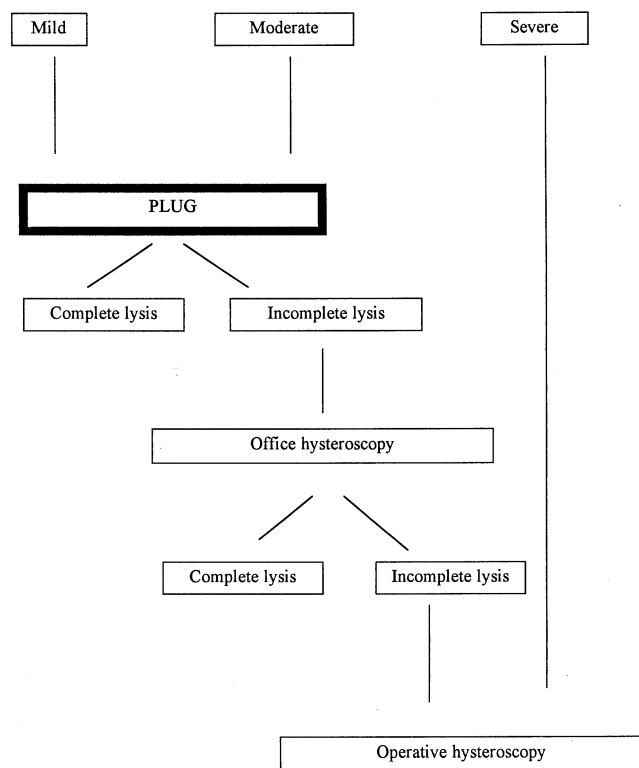 Mild
Moderate
Severe
PLUG
Complete lysis
Incomplete lysis
Office hysteroscopy
Complete lysis
Incomplete lysis
Operative hysteroscopy